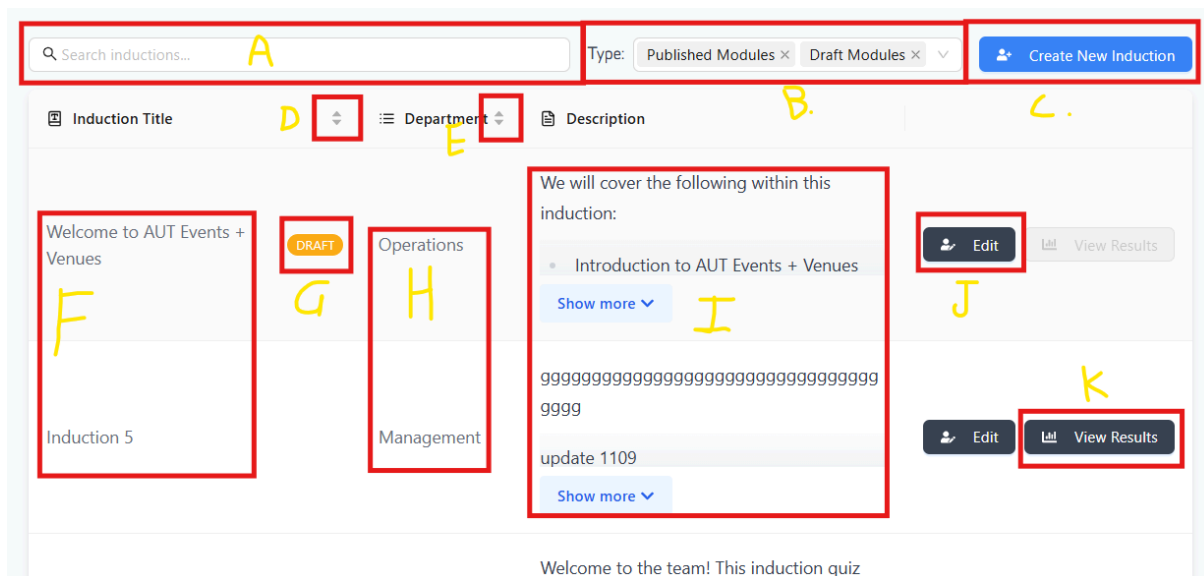 Search inductions...
A
Type:
Published Modules ×
Draft Modules ×
Create New Induction
B.
C.
Induction Title
D
Department
E
Description
Welcome to AUT Events +
Venues
DRAFT
Operations
We will cover the following within this
induction:
Introduction to AUT Events + Venues
Show more
Edit
View Results
F
G
H
I
J
Induction 5
Management
ggggggggggggggggggggggggggggggggg
gggg
update 1109
Show more
Edit
View Results
K
Welcome to the team! This induction quiz